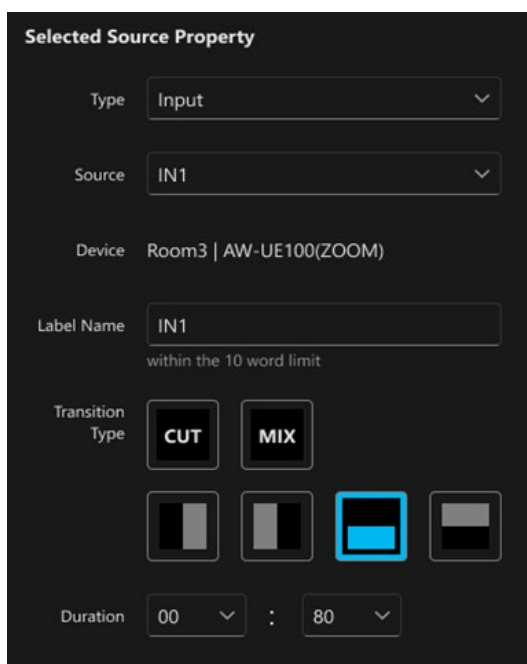 Selected Source Property
Type Input
Source IN1
Device Room3 | AW-UE100(ZOOM)
Label Name IN1
within the 10 word limit
Transition
Type CUT MIX
Duration 00 : 80